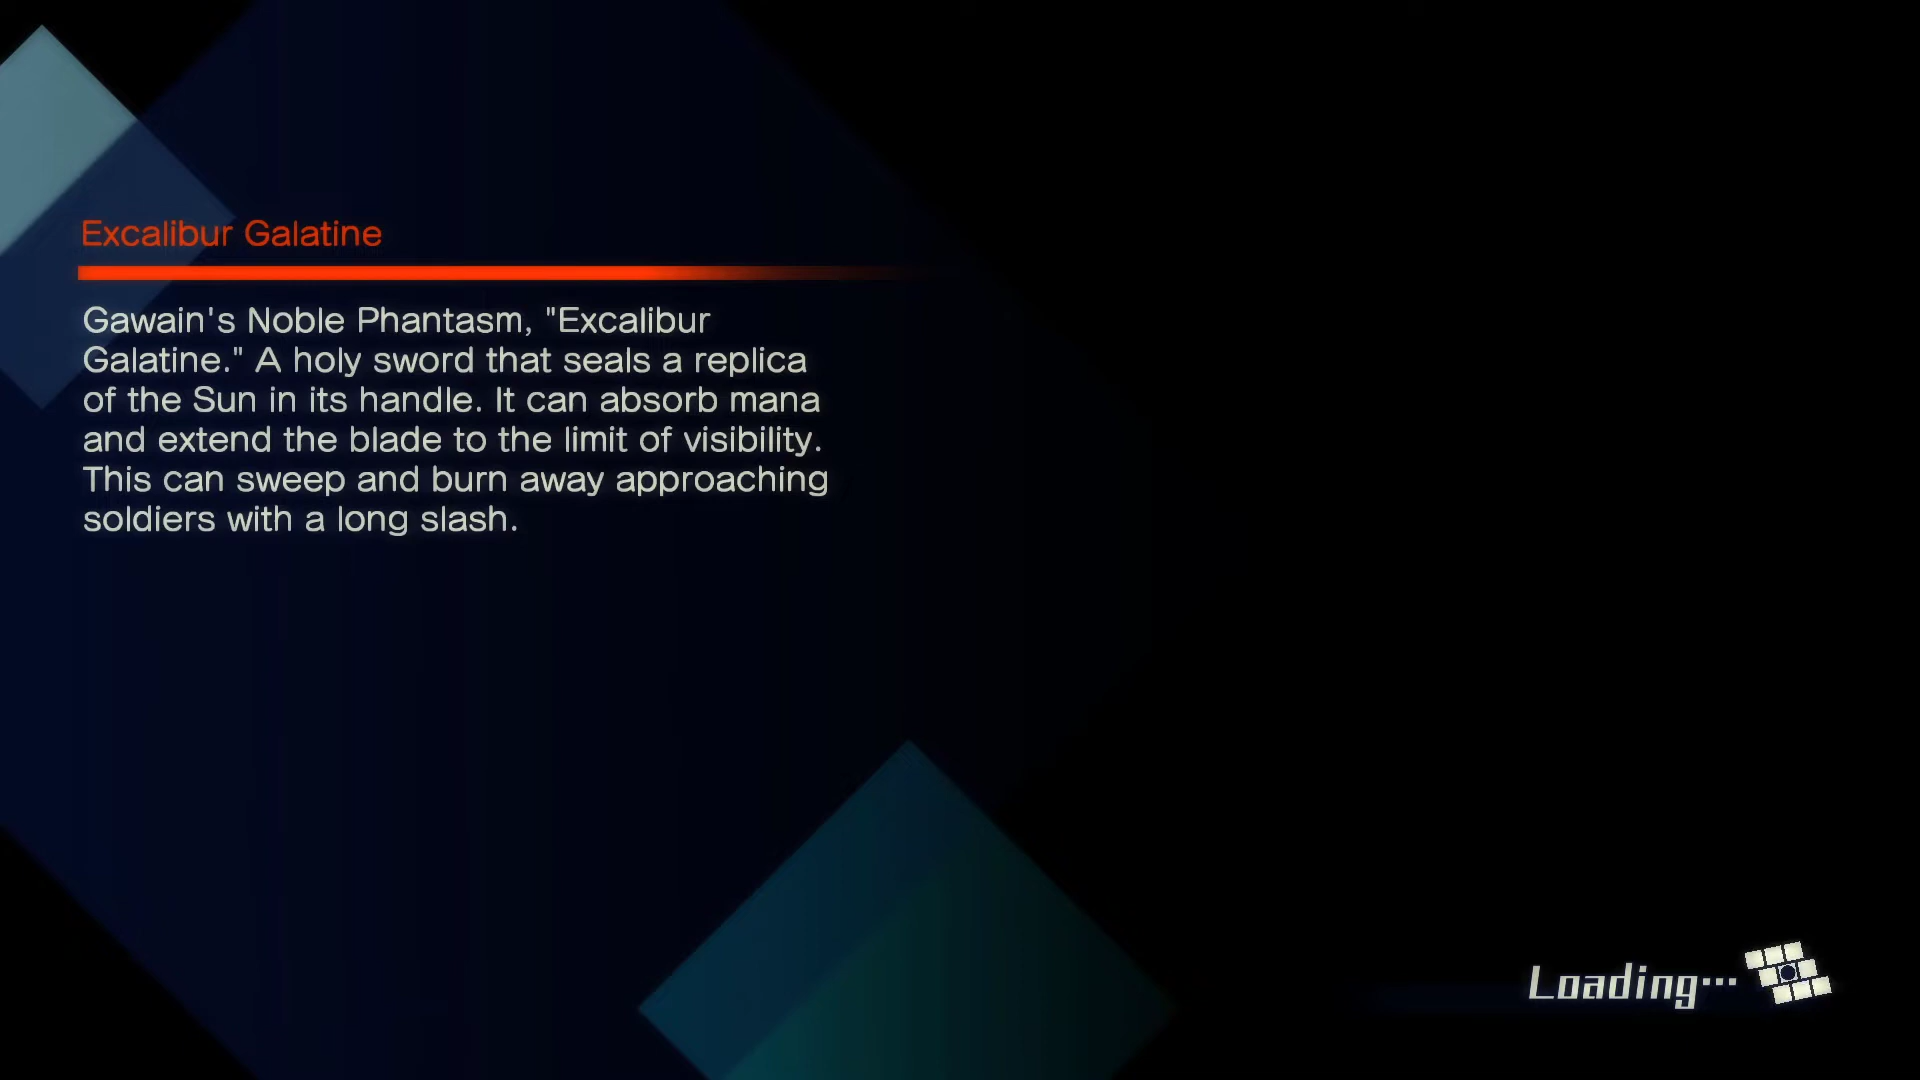 Excalibur Galatine
Gawain's Noble Phantasm, "Excalibur
Galatine." A holy sword that seals a replica
of the Sun in its handle. It can absorb mana
and extend the blade to the limit of visibility.
This can sweep and burn away approaching
soldiers with a long slash.
Loading…